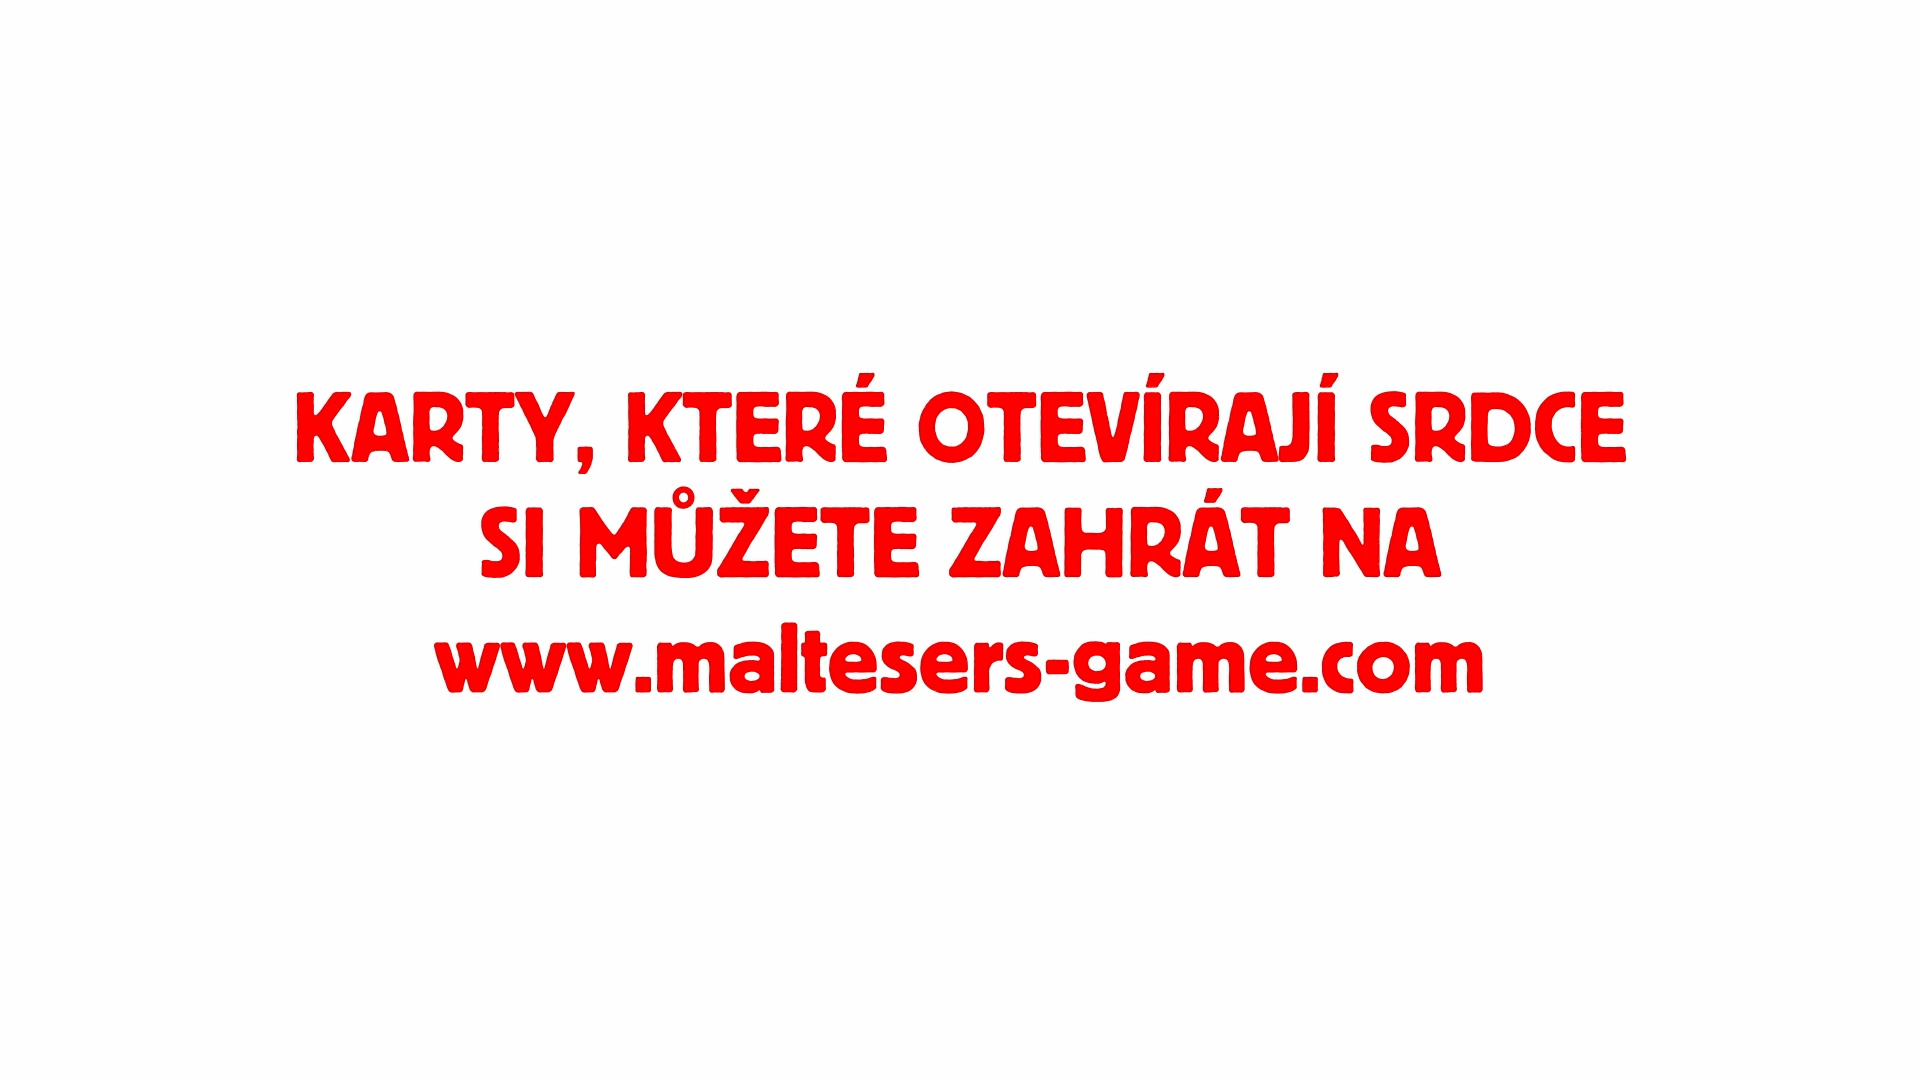 KARTY, KTERÉ OTEVÍRAJÍ SRDCE
SI MŮŽETE ZAHRÁT NA
www.maltesers-game.com